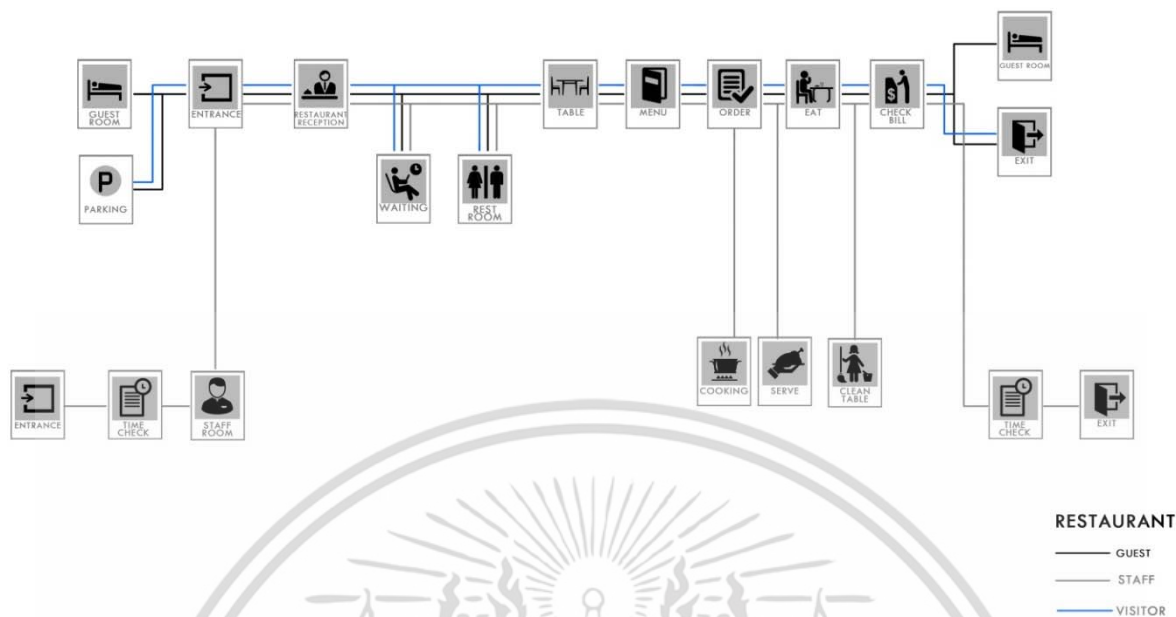 GUEST ROOM
GUEST
ROOM
ENTRANCE
RESTAURANT
RECEPTION
TABLE
MENU
ORDER
EAT
CHECK
BILL
EXIT
P
PARKING
WAITING
REST
ROOM
$
COOKING
SERVE
CLEAN
TABLE
ENTRANCE
TIME
CHECK
STAFF
ROOM
TIME
CHECK
EXIT
RESTAURANT
GUEST
STAFF
VISITOR